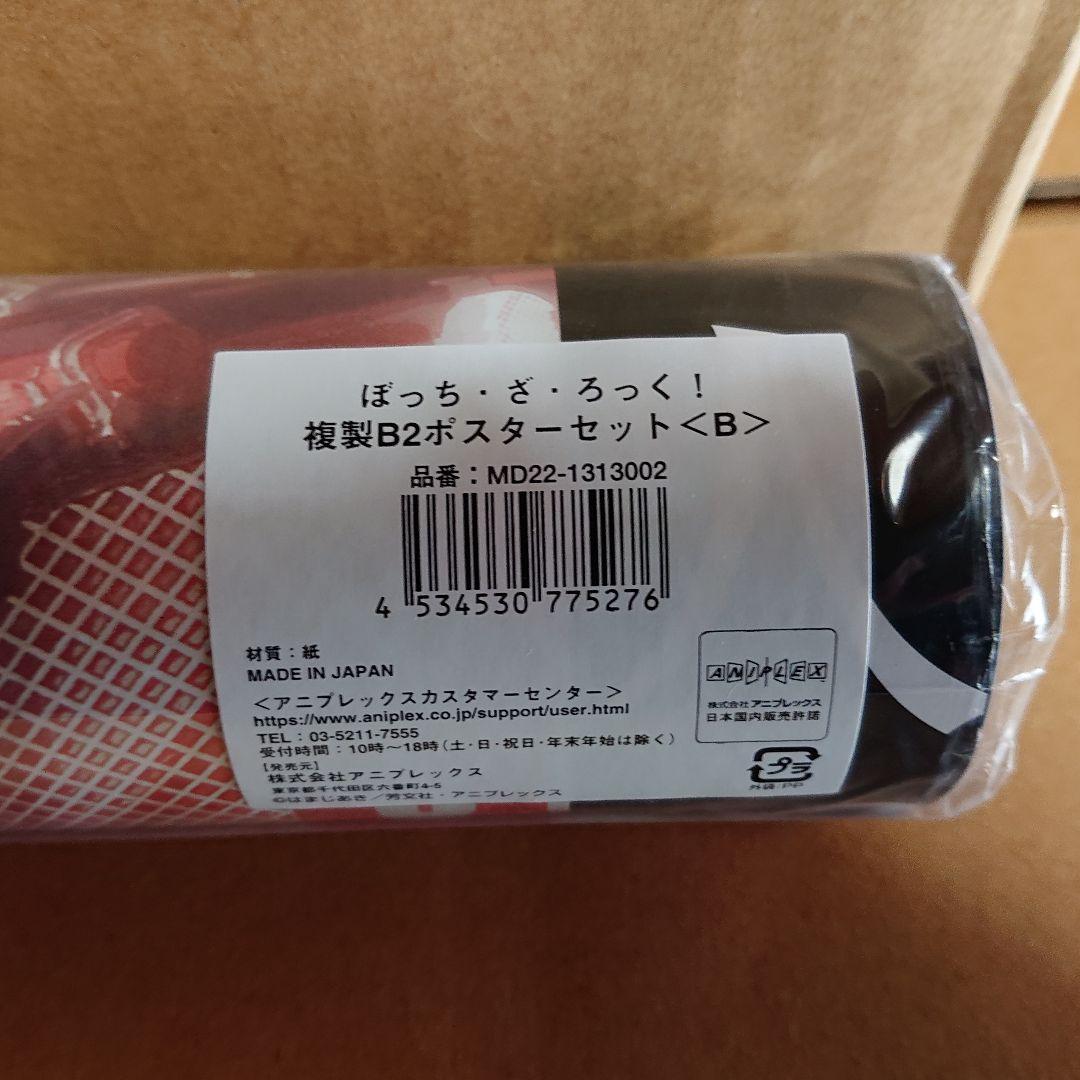 ぼっち・ざ・ろっく!
複製B2ポスターセット＜B＞
品番：MD22-1313002
4 534530 775276
材質：紙
MADE IN JAPAN
＜アニプレックスカスタマーセンター＞
https://www.aniplex.co.jp/support/user.html
TEL：03-5211-7555
受付時間：10時～18時（土・日・祝日・年末年始は除く）
【発売元】
株式会社アニプレックス
東京都千代田区六番町4-5
©はまじあき／芳文社・アニプレックス
ANIPLEX
株式会社アニプレックス
日本国内販売許諾
プラ
外袋：PP